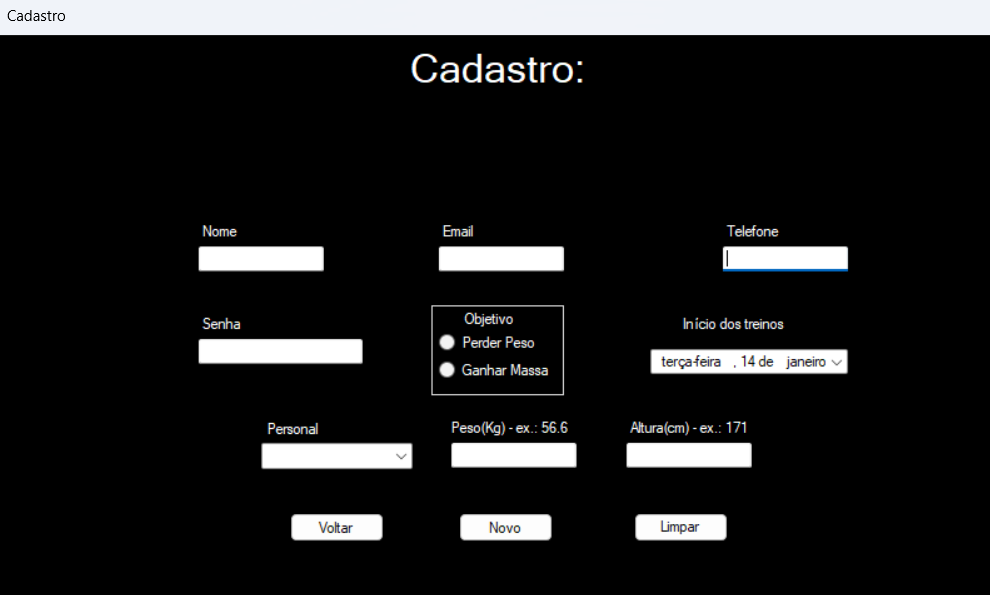 Cadastro
Cadastro:
Nome
Email
Telefone
Senha
Objetivo
Perder Peso
Ganhar Massa
Início dos treinos
terça-feira , 14 de janeiro
Personal
Peso(Kg) - ex.: 56.6
Altura(cm) - ex.: 171
Voltar
Novo
Limpar